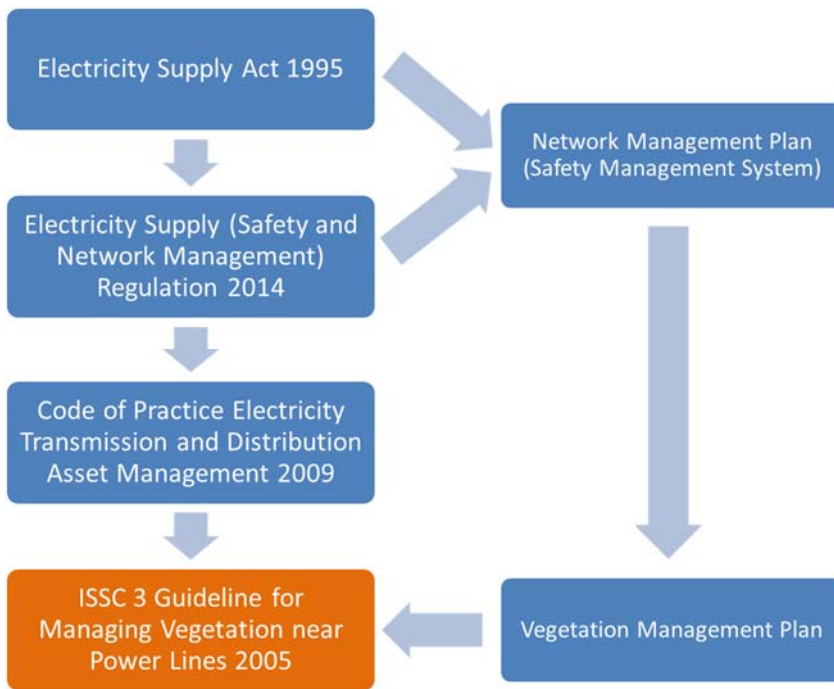 Electricity Supply Act 1995
Network Management Plan
(Safety Management System)
Electricity Supply (Safety and
Network Management)
Regulation 2014
Code of Practice Electricity
Transmission and Distribution
Asset Management 2009
ISSC 3 Guideline for
Managing Vegetation near
Power Lines 2005
Vegetation Management Plan